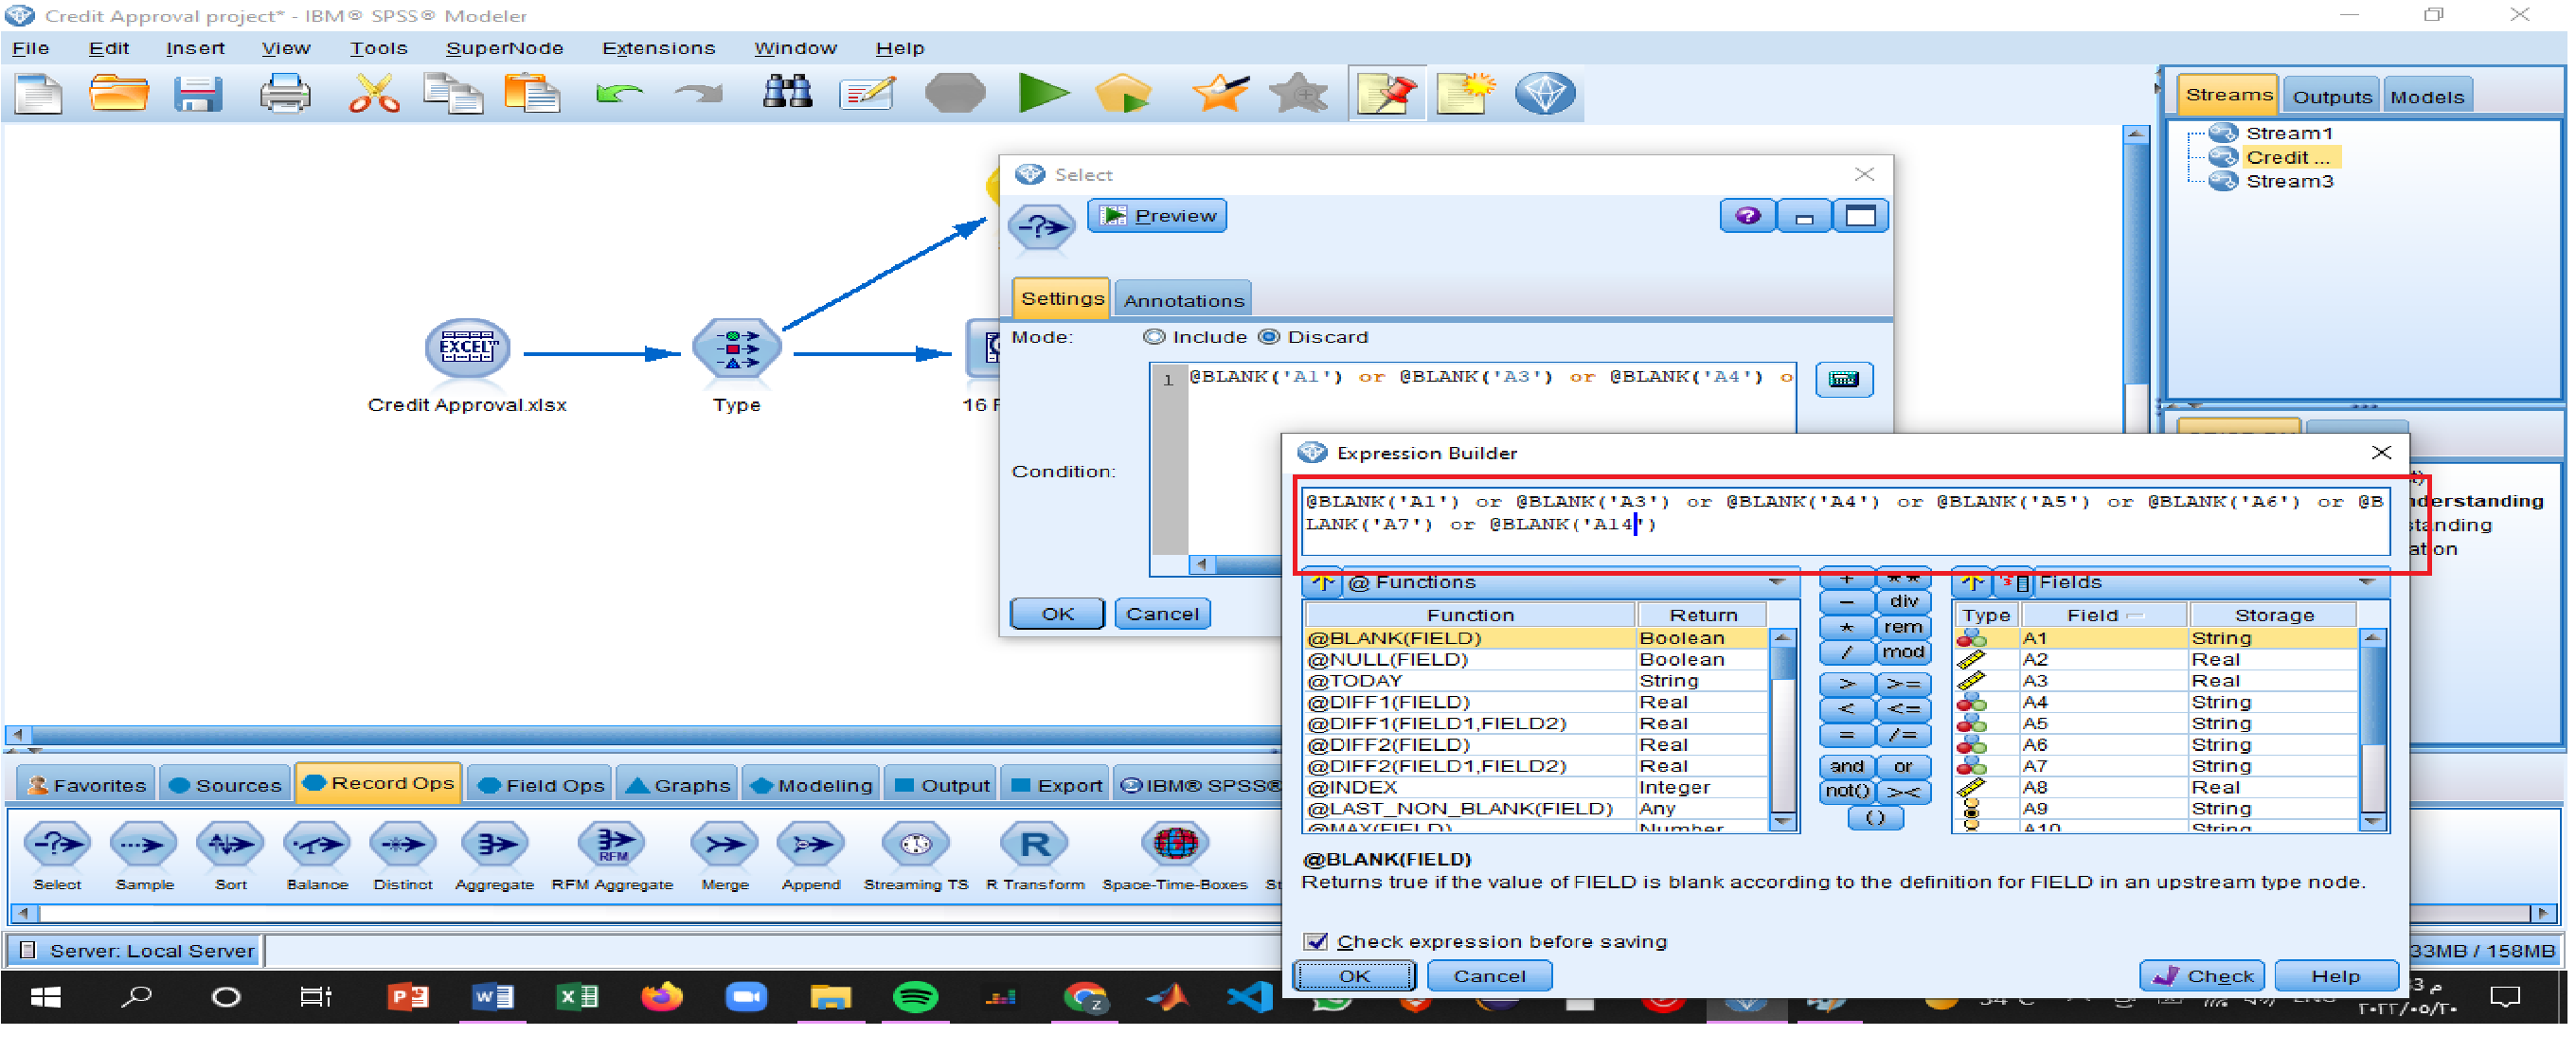 Credit Approval project* - IBM® SPSS® Modeler
File Edit Insert View Tools SuperNode Extensions Window Help
Streams Outputs Models
Stream1
Credit ...
Stream3
Select
Preview
Settings Annotations
Mode: Include Discard
1 @BLANK('A1') or @BLANK('A3') or @BLANK('A4') o
Condition:
OK Cancel
EXCEL™
Credit Approval.xlsx
Type
16 F
Expression Builder
@BLANK('A1') or @BLANK('A3') or @BLANK('A4') or @BLANK('A5') or @BLANK('A6') or @B
LANK('A7') or @BLANK('A14')
derstanding
standing
ation
@ Functions
Function Return
@BLANK(FIELD) Boolean
@NULL(FIELD) Boolean
@TODAY String
@DIFF1(FIELD) Real
@DIFF1(FIELD1,FIELD2) Real
@DIFF2(FIELD) Real
@DIFF2(FIELD1,FIELD2) Real
@INDEX Integer
@LAST_NON_BLANK(FIELD) Any
@MAX(FIELD) Number
+ **
- div
* rem
/ mod
> >=
< <=
= /=
and or
not() ><
()
Fields
Type Field Storage
A1 String
A2 Real
A3 Real
A4 String
A5 String
A6 String
A7 String
A8 Real
A9 String
A10 String
@BLANK(FIELD)
Returns true if the value of FIELD is blank according to the definition for FIELD in an upstream type node.
Check expression before saving
OK Cancel Check Help
Favorites Sources Record Ops Field Ops Graphs Modeling Output Export IBM® SPSS®
RFM R
Select Sample Sort Balance Distinct Aggregate RFM Aggregate Merge Append Streaming TS R Transform Space-Time-Boxes St
Server: Local Server
33MB / 158MB
٢٠٢٢/٠٥/٢٠